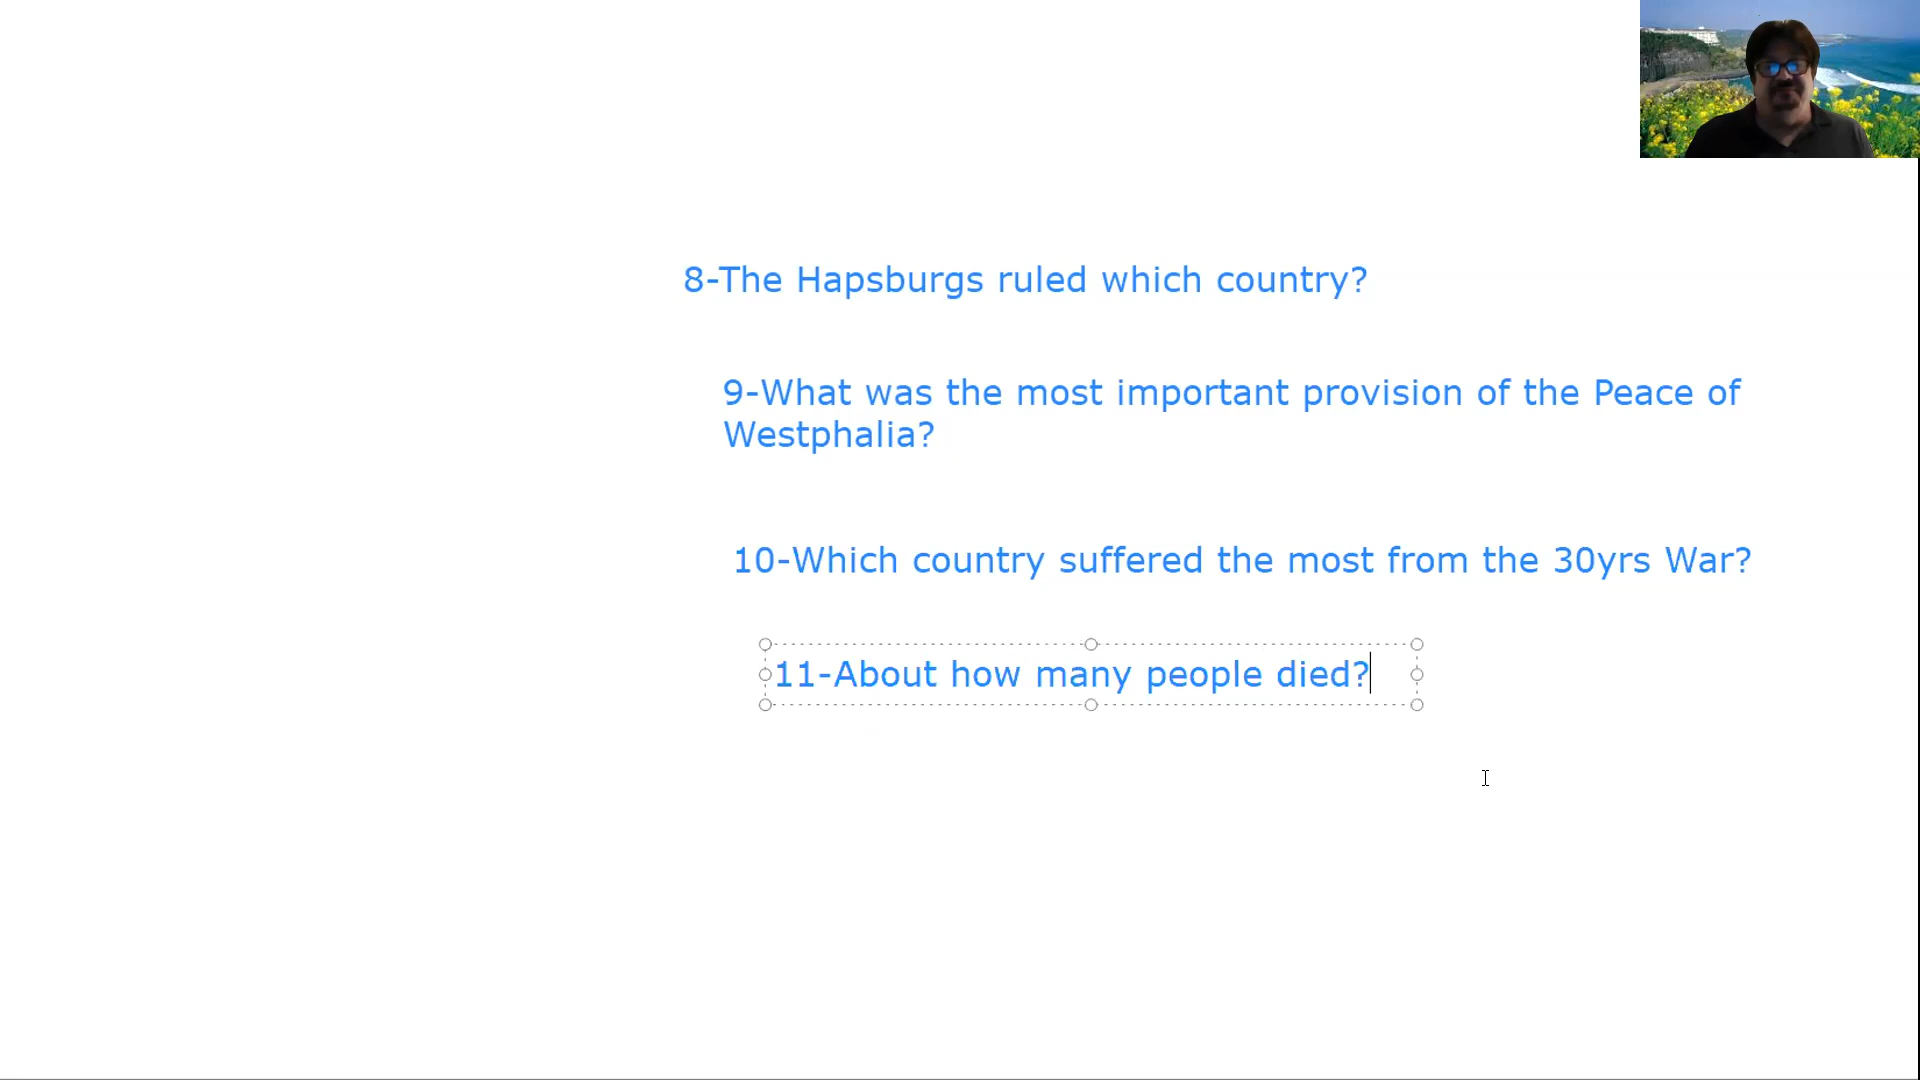 8-The Hapsburgs ruled which country?
9-What was the most important provision of the Peace of
Westphalia?
10-Which country suffered the most from the 30yrs War?
11-About how many people died?